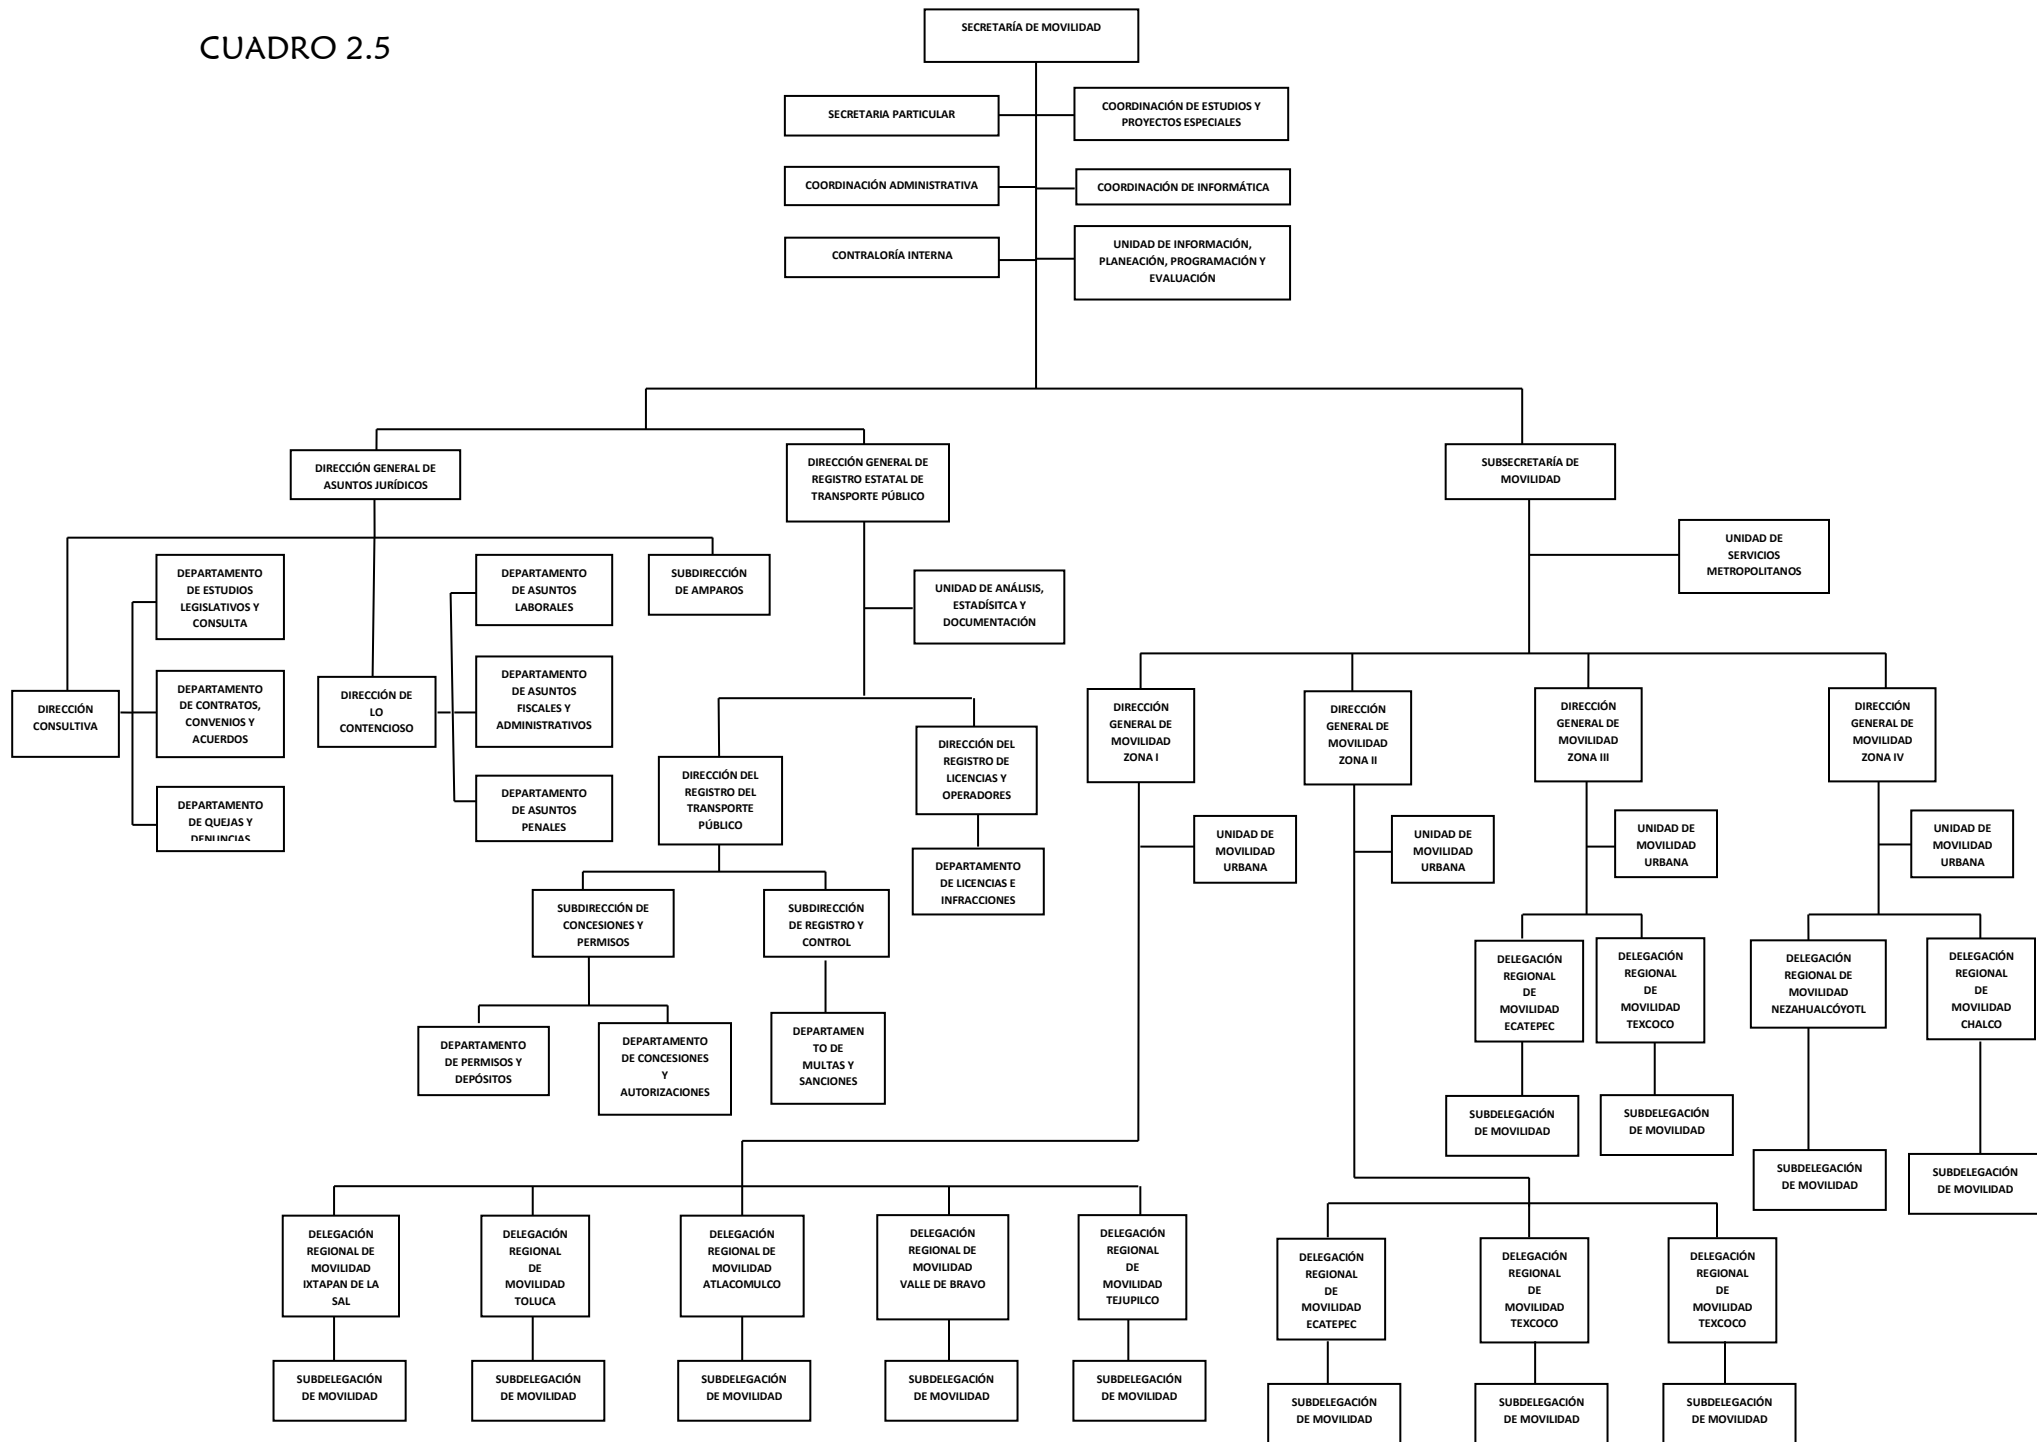 CUADRO 2.5
SECRETARÍA DE MOVILIDAD
SECRETARIA PARTICULAR
COORDINACIÓN DE ESTUDIOS Y
PROYECTOS ESPECIALES
COORDINACIÓN ADMINISTRATIVA
COORDINACIÓN DE INFORMÁTICA
CONTRALORÍA INTERNA
UNIDAD DE INFORMACIÓN,
PLANEACIÓN, PROGRAMACIÓN Y
EVALUACIÓN
DIRECCIÓN GENERAL DE
ASUNTOS JURÍDICOS
DIRECCIÓN GENERAL DE
REGISTRO ESTATAL DE
TRANSPORTE PÚBLICO
SUBSECRETARÍA DE
MOVILIDAD
UNIDAD DE
SERVICIOS
METROPOLITANOS
DEPARTAMENTO
DE ESTUDIOS
LEGISLATIVOS Y
CONSULTA
DEPARTAMENTO
DE ASUNTOS
LABORALES
SUBDIRECCIÓN
DE AMPAROS
UNIDAD DE ANÁLISIS,
ESTADÍSITCA Y
DOCUMENTACIÓN
DIRECCIÓN
CONSULTIVA
DEPARTAMENTO
DE CONTRATOS,
CONVENIOS Y
ACUERDOS
DIRECCIÓN DE
LO
CONTENCIOSO
DEPARTAMENTO
DE ASUNTOS
FISCALES Y
ADMINISTRATIVOS
DEPARTAMENTO
DE QUEJAS Y
DENUNCIAS
DEPARTAMENTO
DE ASUNTOS
PENALES
DIRECCIÓN DEL
REGISTRO DEL
TRANSPORTE
PÚBLICO
DIRECCIÓN DEL
REGISTRO DE
LICENCIAS Y
OPERADORES
DIRECCIÓN
GENERAL DE
MOVILIDAD
ZONA I
DIRECCIÓN
GENERAL DE
MOVILIDAD
ZONA II
DIRECCIÓN
GENERAL DE
MOVILIDAD
ZONA III
DIRECCIÓN
GENERAL DE
MOVILIDAD
ZONA IV
UNIDAD DE
MOVILIDAD
URBANA
UNIDAD DE
MOVILIDAD
URBANA
UNIDAD DE
MOVILIDAD
URBANA
UNIDAD DE
MOVILIDAD
URBANA
DEPARTAMENTO
DE LICENCIAS E
INFRACCIONES
SUBDIRECCIÓN DE
CONCESIONES Y
PERMISOS
SUBDIRECCIÓN
DE REGISTRO Y
CONTROL
DELEGACIÓN
REGIONAL
DE
MOVILIDAD
ECATEPEC
DELEGACIÓN
REGIONAL
DE
MOVILIDAD
TEXCOCO
DELEGACIÓN
REGIONAL DE
MOVILIDAD
NEZAHUALCÓYOTL
DELEGACIÓN
REGIONAL
DE
MOVILIDAD
CHALCO
DEPARTAMENTO
DE PERMISOS Y
DEPÓSITOS
DEPARTAMENTO
DE CONCESIONES
Y
AUTORIZACIONES
DEPARTAMEN
TO DE
MULTAS Y
SANCIONES
SUBDELEGACIÓN
DE MOVILIDAD
SUBDELEGACIÓN
DE MOVILIDAD
SUBDELEGACIÓN
DE MOVILIDAD
SUBDELEGACIÓN
DE MOVILIDAD
DELEGACIÓN
REGIONAL DE
MOVILIDAD
IXTAPAN DE LA
SAL
DELEGACIÓN
REGIONAL
DE
MOVILIDAD
TOLUCA
DELEGACIÓN
REGIONAL DE
MOVILIDAD
ATLACOMULCO
DELEGACIÓN
REGIONAL DE
MOVILIDAD
VALLE DE BRAVO
DELEGACIÓN
REGIONAL
DE
MOVILIDAD
TEJUPILCO
DELEGACIÓN
REGIONAL
DE
MOVILIDAD
ECATEPEC
DELEGACIÓN
REGIONAL
DE
MOVILIDAD
TEXCOCO
DELEGACIÓN
REGIONAL
DE
MOVILIDAD
TEXCOCO
SUBDELEGACIÓN
DE MOVILIDAD
SUBDELEGACIÓN
DE MOVILIDAD
SUBDELEGACIÓN
DE MOVILIDAD
SUBDELEGACIÓN
DE MOVILIDAD
SUBDELEGACIÓN
DE MOVILIDAD
SUBDELEGACIÓN
DE MOVILIDAD
SUBDELEGACIÓN
DE MOVILIDAD
SUBDELEGACIÓN
DE MOVILIDAD